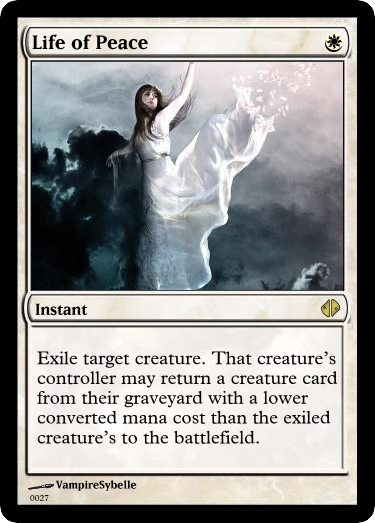 Life of Peace
Instant
Exile target creature. That creature's
controller may return a creature card
from their graveyard with a lower
converted mana cost than the exiled
creature's to the battlefield.
VampireSybelle
0027